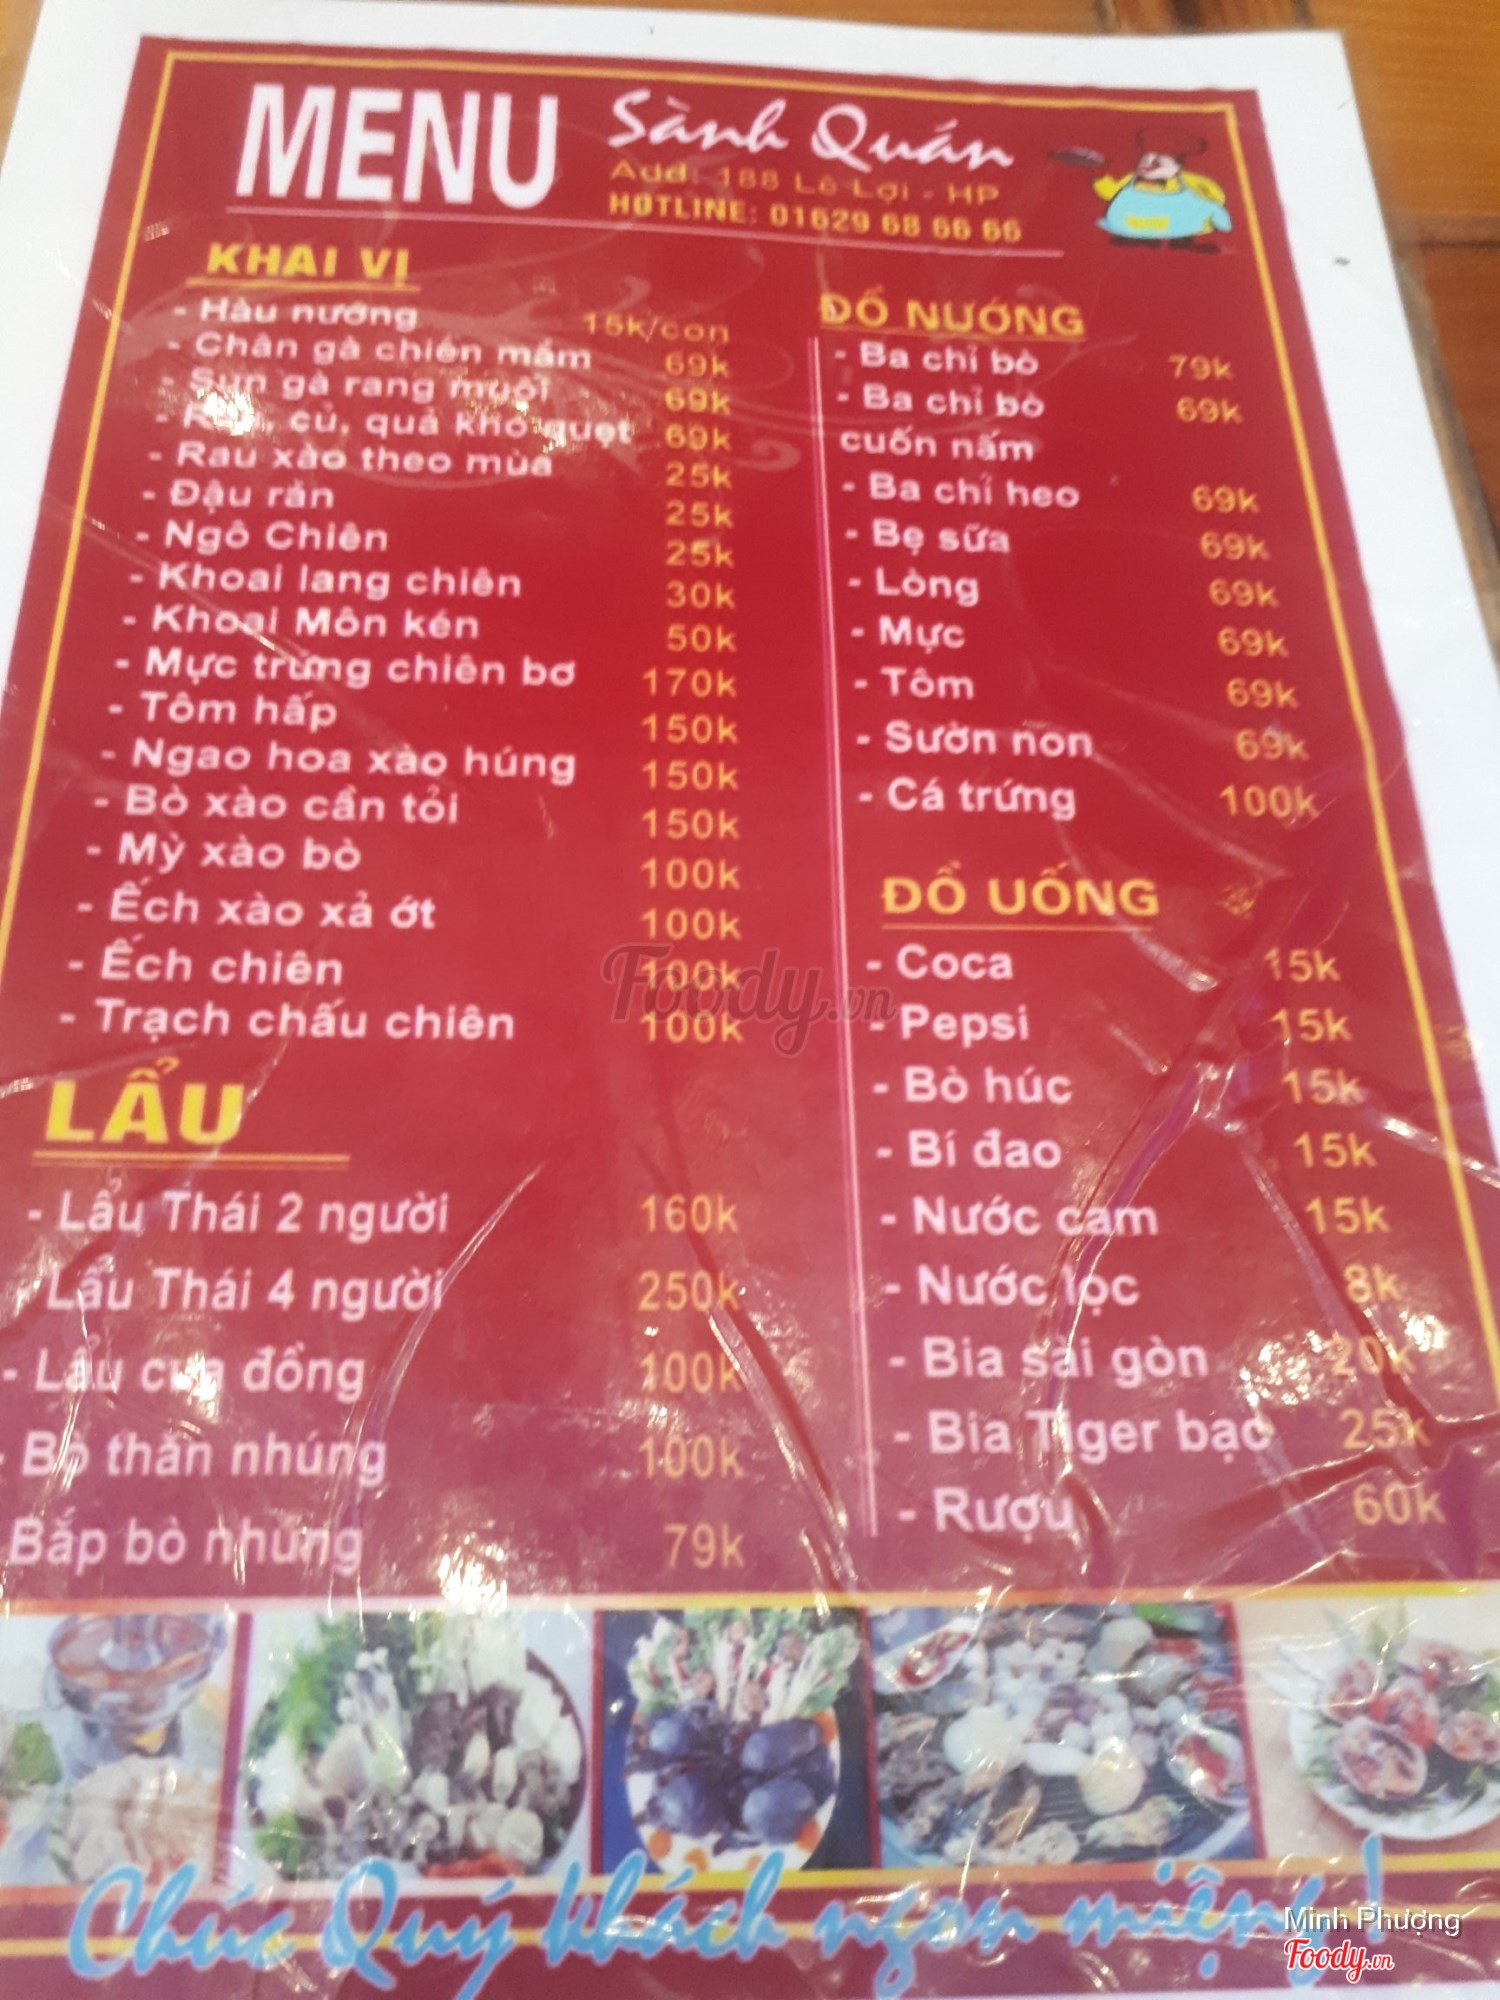 MENU
Sành Quán
Add: 188 Lê Lợi - HP
HOTLINE: 01629 68 66 66
KHAI VỊ
- Hàu nướng 15k/con
- Chân gà chiên mắm 69k
- Sụn gà rang muối 69k
- Rau, củ, quả kho quẹt 69k
- Rau xào theo mùa 25k
- Đậu rán 25k
- Ngô Chiên 25k
- Khoai lang chiên 30k
- Khoai Môn kén 50k
- Mực trứng chiên bơ 170k
- Tôm hấp 150k
- Ngao hoa xào húng 150k
- Bò xào cần tỏi 150k
- Mỳ xào bò 100k
- Ếch xào xả ớt 100k
- Ếch chiên 100k
- Trạch chấu chiên 100k
LẨU
- Lẩu Thái 2 người 160k
- Lẩu Thái 4 người 250k
- Lẩu cua đồng 100k
- Bò thăn nhúng 100k
Bắp bò nhúng 79k
ĐỒ NƯỚNG
- Ba chỉ bò 79k
- Ba chỉ bò 69k
cuốn nấm
- Ba chỉ heo 69k
- Bẹ sữa 69k
- Lòng 69k
- Mực 69k
- Tôm 69k
- Sườn non 69k
- Cá trứng 100k
ĐỒ UỐNG
- Coca 15k
- Pepsi 15k
- Bò húc 15k
- Bí đao 15k
- Nước cam 15k
- Nước lọc 8k
- Bia sài gòn 20k
- Bia Tiger bạc 25k
- Rượu 60k
Foody.vn
Chúc Quý khách ngon miệng!
Minh Phượng
Foody.vn